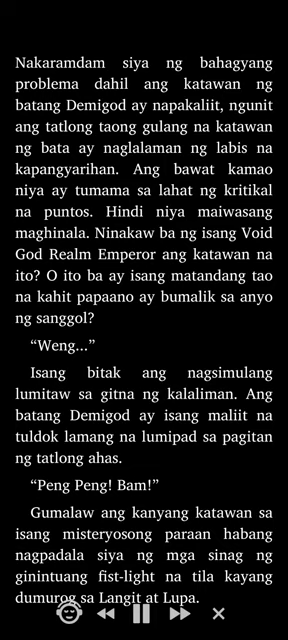 Nakaramdam siya ng bahagyang
problema dahil ang katawan ng
batang Demigod ay napakaliit, ngunit
ang tatlong taong gulang na katawan
ng bata ay naglalaman ng labis na
kapangyarihan. Ang bawat kamao
niya ay tumama sa lahat ng kritikal
na puntos. Hindi niya maiwasang
maghinala. Ninakaw ba ng isang Void
God Realm Emperor ang katawan na
ito? O ito ba ay isang matandang tao
na kahit papaano ay bumalik sa anyo
ng sanggol?
“Weng...”
Isang bitak ang nagsimulang
lumitaw sa gitna ng kalaliman. Ang
batang Demigod ay isang maliit na
tuldok lamang na lumipad sa pagitan
ng tatlong ahas.
“Peng Peng! Bam!”
Gumalaw ang kanyang katawan sa
isang misteryosong paraan habang
nagpadala siya ng mga sinag ng
ginintuang fist-light na tila kayang
dumurog sa Langit at Lupa.